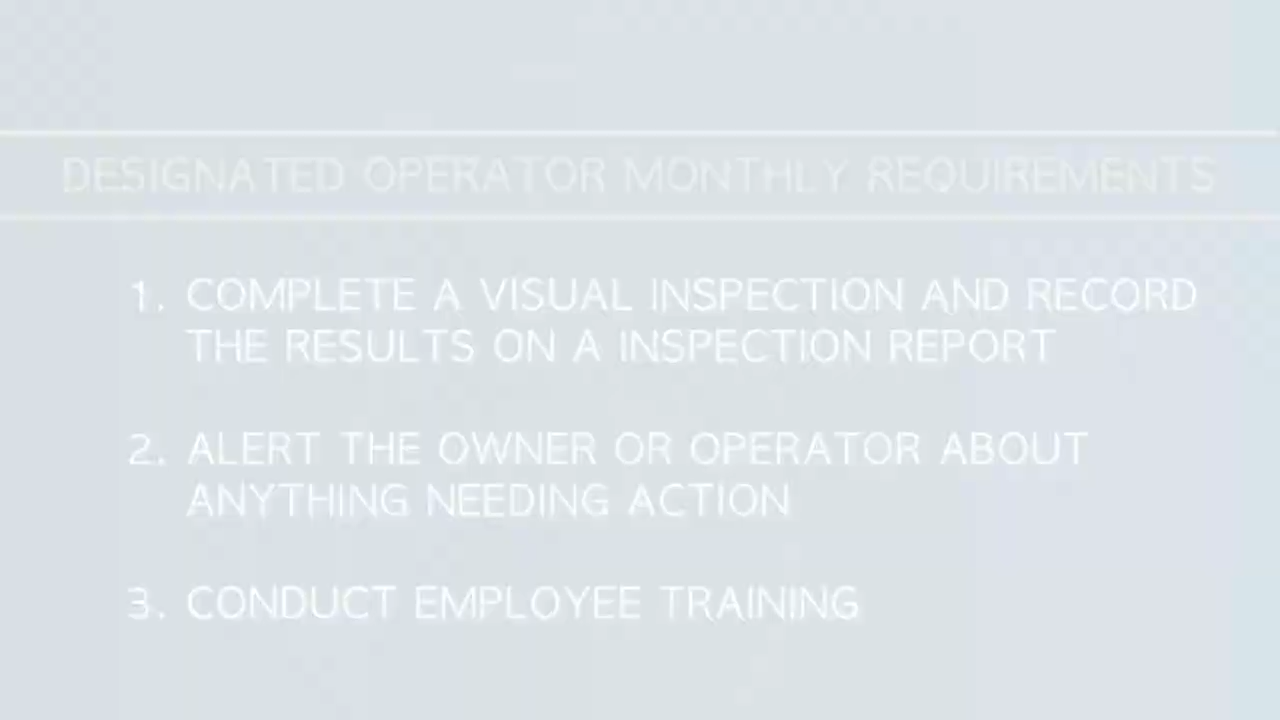 DESIGNATED OPERATOR MONTHLY REQUIREMENTS
1. COMPLETE A VISUAL INSPECTION AND RECORD
THE RESULTS ON A INSPECTION REPORT
2. ALERT THE OWNER OR OPERATOR ABOUT
ANYTHING NEEDING ACTION
3. CONDUCT EMPLOYEE TRAINING